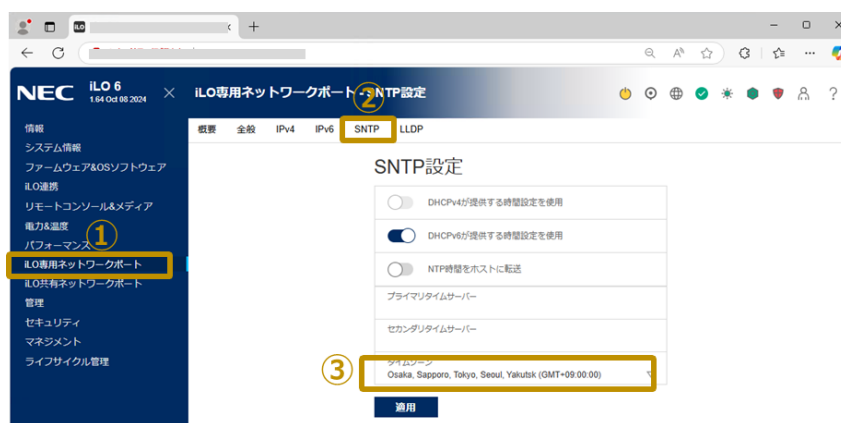 iLO
NEC iLO 6
1.64 Oct 08 2024
iLO専用ネットワークポート - SNTP設定
②
概要 全般 IPv4 IPv6 SNTP LLDP
情報
システム情報
ファームウェア&OSソフトウェア
iLO連携
リモートコンソール&メディア
電力&温度
①
パフォーマンス
iLO専用ネットワークポート
iLO共有ネットワークポート
管理
セキュリティ
マネジメント
ライフサイクル管理
SNTP設定
DHCPv4が提供する時間設定を使用
DHCPv6が提供する時間設定を使用
NTP時間をホストに転送
プライマリタイムサーバー
セカンダリタイムサーバー
③
タイムゾーン
Osaka, Sapporo, Tokyo, Seoul, Yakutsk (GMT+09:00:00)
適用